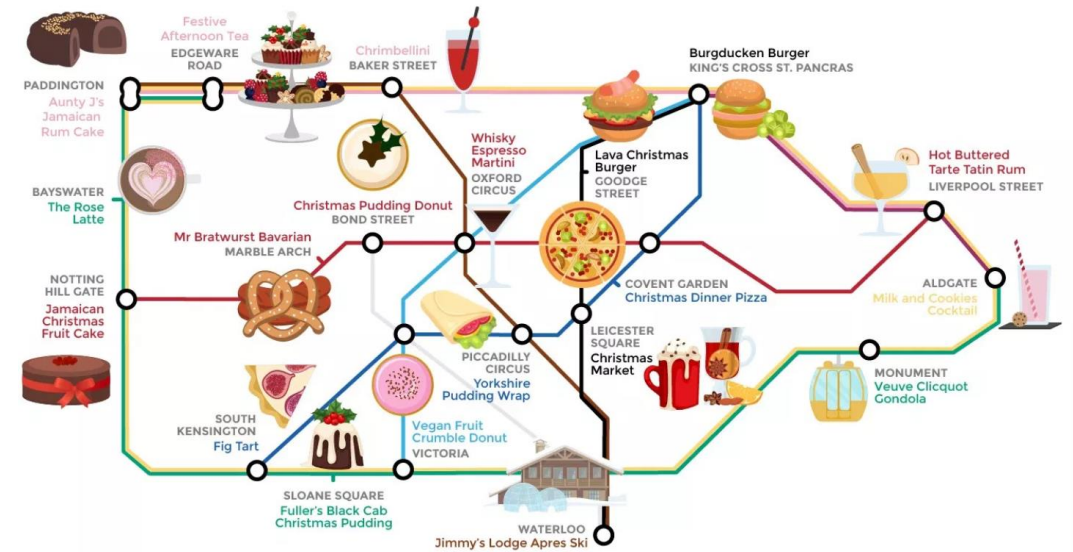 Festive
Afternoon Tea
EDGEWARE
ROAD
Chrimbellini
BAKER STREET
Burgducken Burger
KING'S CROSS ST. PANCRAS
PADDINGTON
Aunty J's
Jamaican
Rum Cake
Whisky
Espresso
Martini
OXFORD
CIRCUS
Lava Christmas
Burger
GOODGE
STREET
Hot Buttered
Tarte Tatin Rum
LIVERPOOL STREET
BAYSWATER
The Rose
Latte
Christmas Pudding Donut
BOND STREET
Mr Bratwurst Bavarian
MARBLE ARCH
NOTTING
HILL GATE
Jamaican
Christmas
Fruit Cake
COVENT GARDEN
Christmas Dinner Pizza
ALDGATE
Milk and Cookies
Cocktail
LEICESTER
SQUARE
Christmas
Market
PICCADILLY
CIRCUS
Yorkshire
Pudding Wrap
MONUMENT
Veuve Clicquot
Gondola
SOUTH
KENSINGTON
Fig Tart
Vegan Fruit
Crumble Donut
VICTORIA
SLOANE SQUARE
Fuller's Black Cab
Christmas Pudding
WATERLOO
Jimmy's Lodge Apres Ski